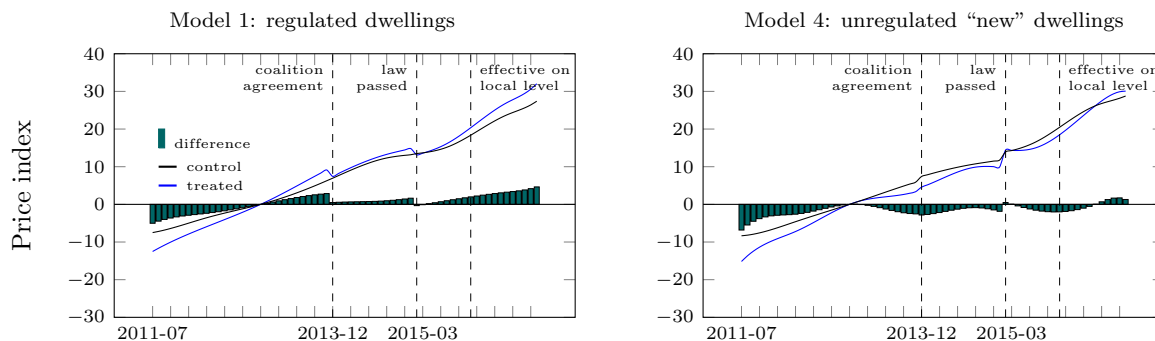 Model 1: regulated dwellings
Price index
40
30
20
10
0
−10
−20
−30
coalition
agreement
law
passed
effective on
local level
difference
control
treated
2011-07
2013-12
2015-03
Model 4: unregulated “new” dwellings
40
30
20
10
0
−10
−20
−30
coalition
agreement
law
passed
effective on
local level
2011-07
2013-12
2015-03